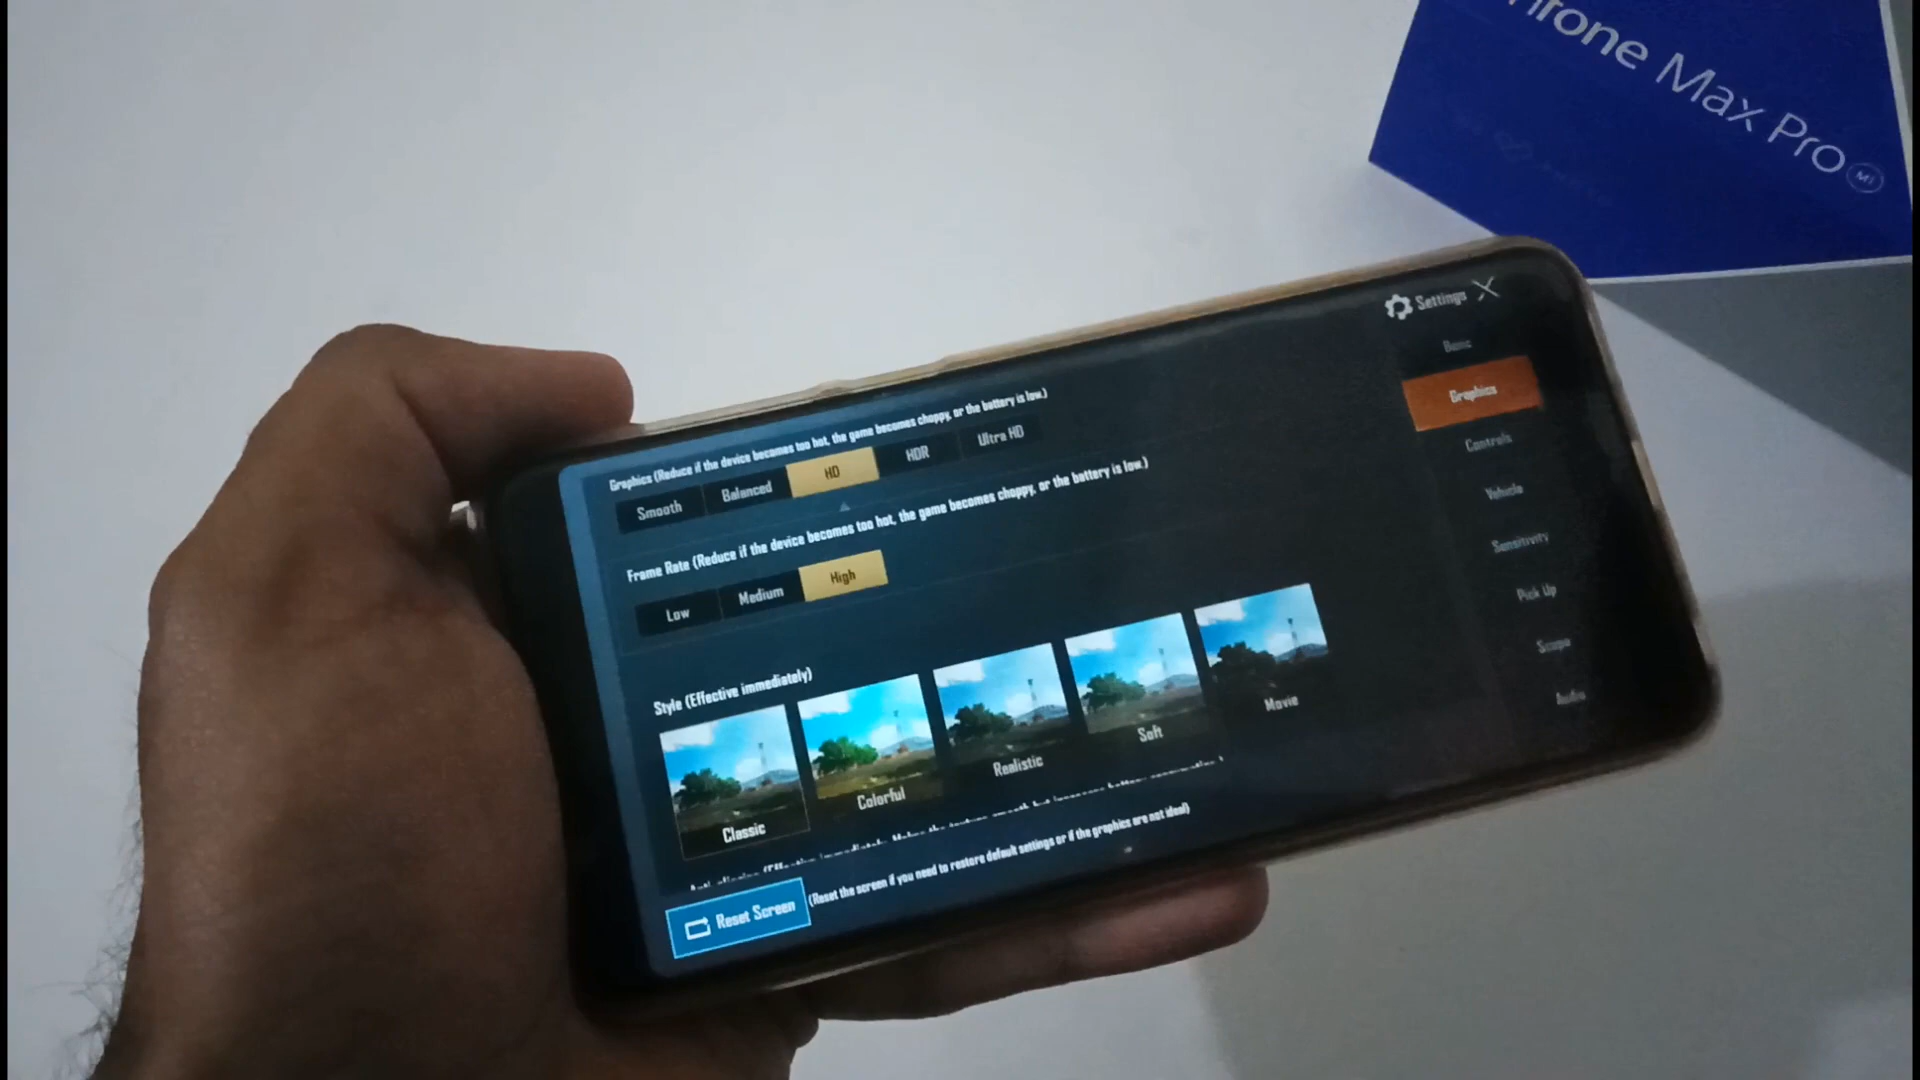 Max Pro
M1
Settings
Basic
Graphics
Controls
Vehicle
Sensitivity
Pick Up
Scope
Audio
Graphics (Reduce if the device becomes too hot, the game becomes choppy, or the battery is low.)
Smooth Balanced HD HDR Ultra HD
Frame Rate (Reduce if the device becomes too hot, the game becomes choppy, or the battery is low.)
Low Medium High
Style (Effective immediately)
Classic Colorful Realistic Soft Movie
Reset Screen (Reset the screen if you need to restore default settings or if the graphics are not ideal)